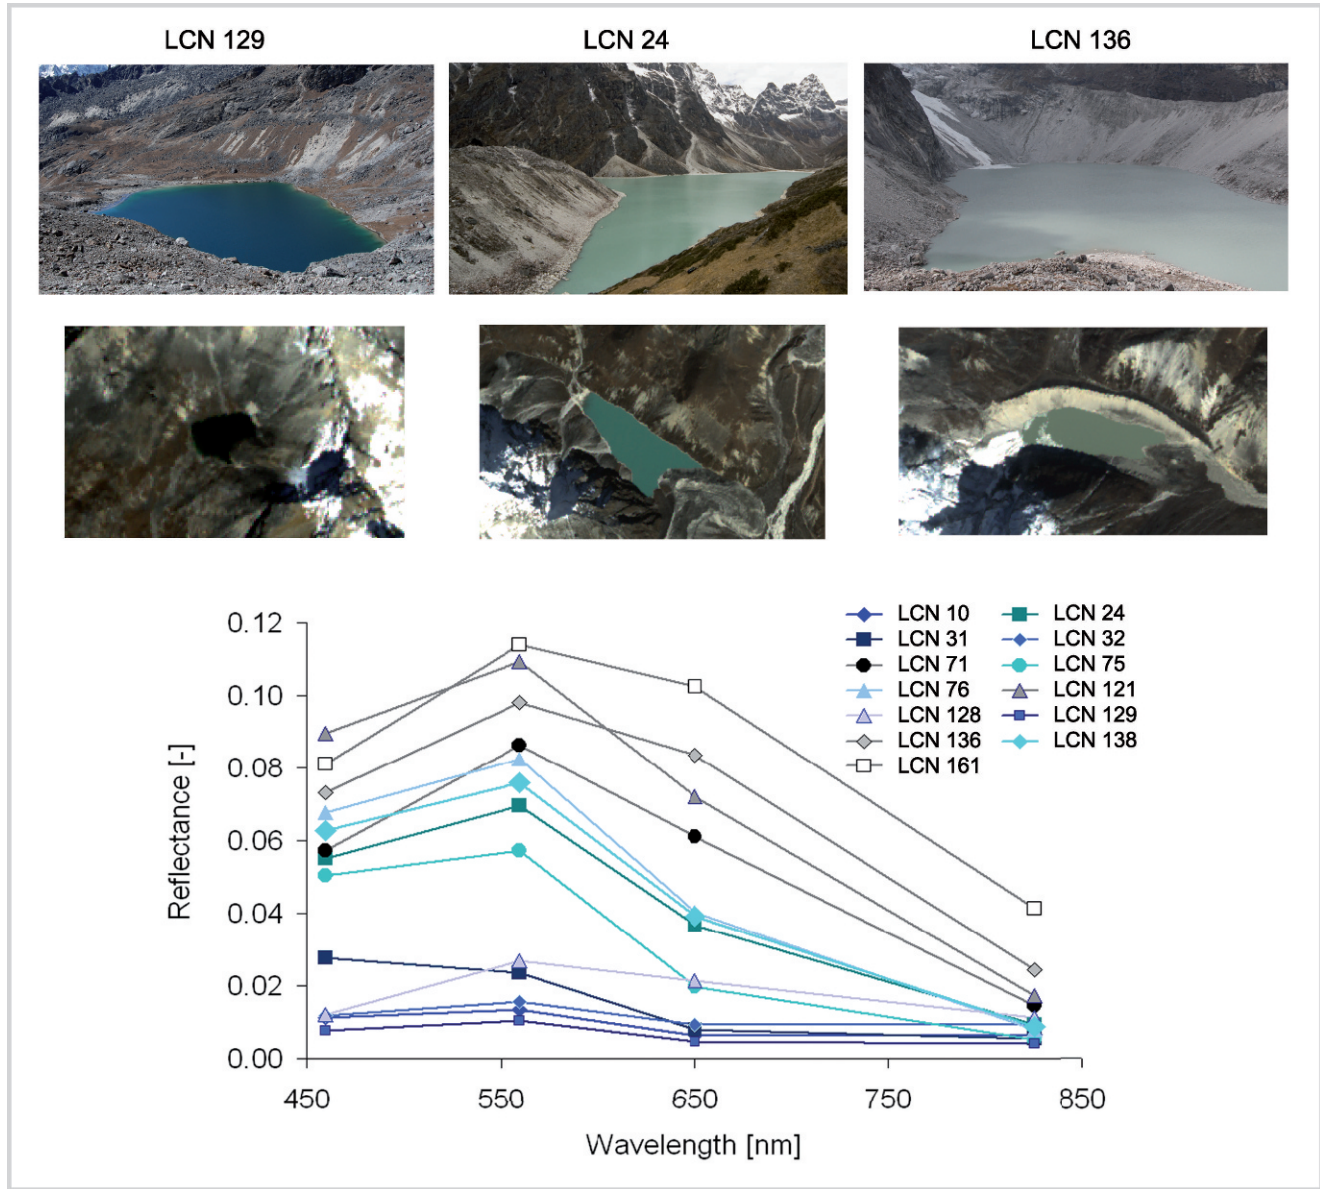 LCN 129 LCN 24 LCN 136
LCN 10 LCN 24
LCN 31 LCN 32
LCN 71 LCN 75
LCN 76 LCN 121
LCN 128 LCN 129
LCN 136 LCN 138
LCN 161
0.12
0.10
0.08
0.06
0.04
0.02
0.00
Reflectance [-]
450 550 650 750 850
Wavelength [nm]